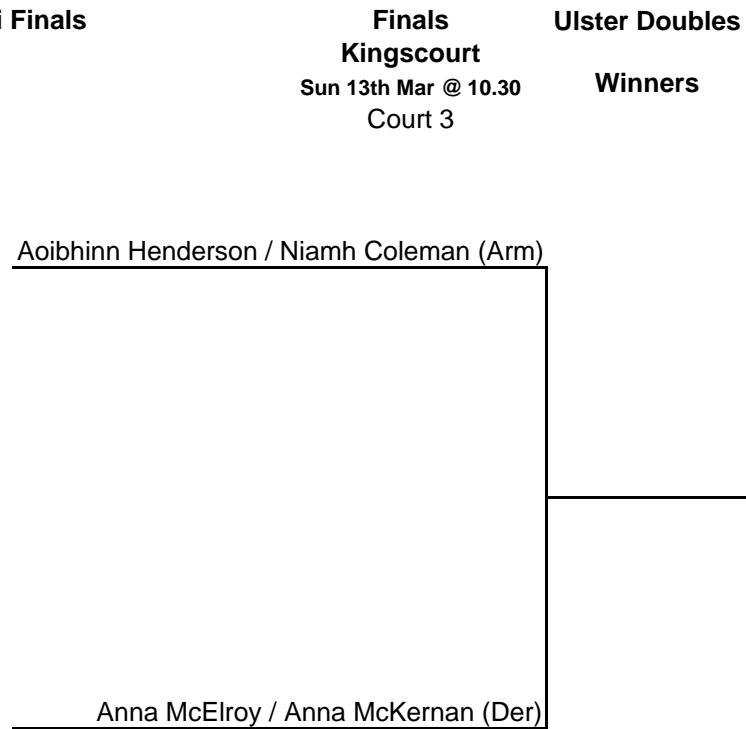 i Finals
Finals
Kingscourt
Sun 13th Mar @ 10.30
Court 3
Ulster Doubles
Winners
Aoibhinn Henderson / Niamh Coleman (Arm)
Anna McElroy / Anna McKernan (Der)